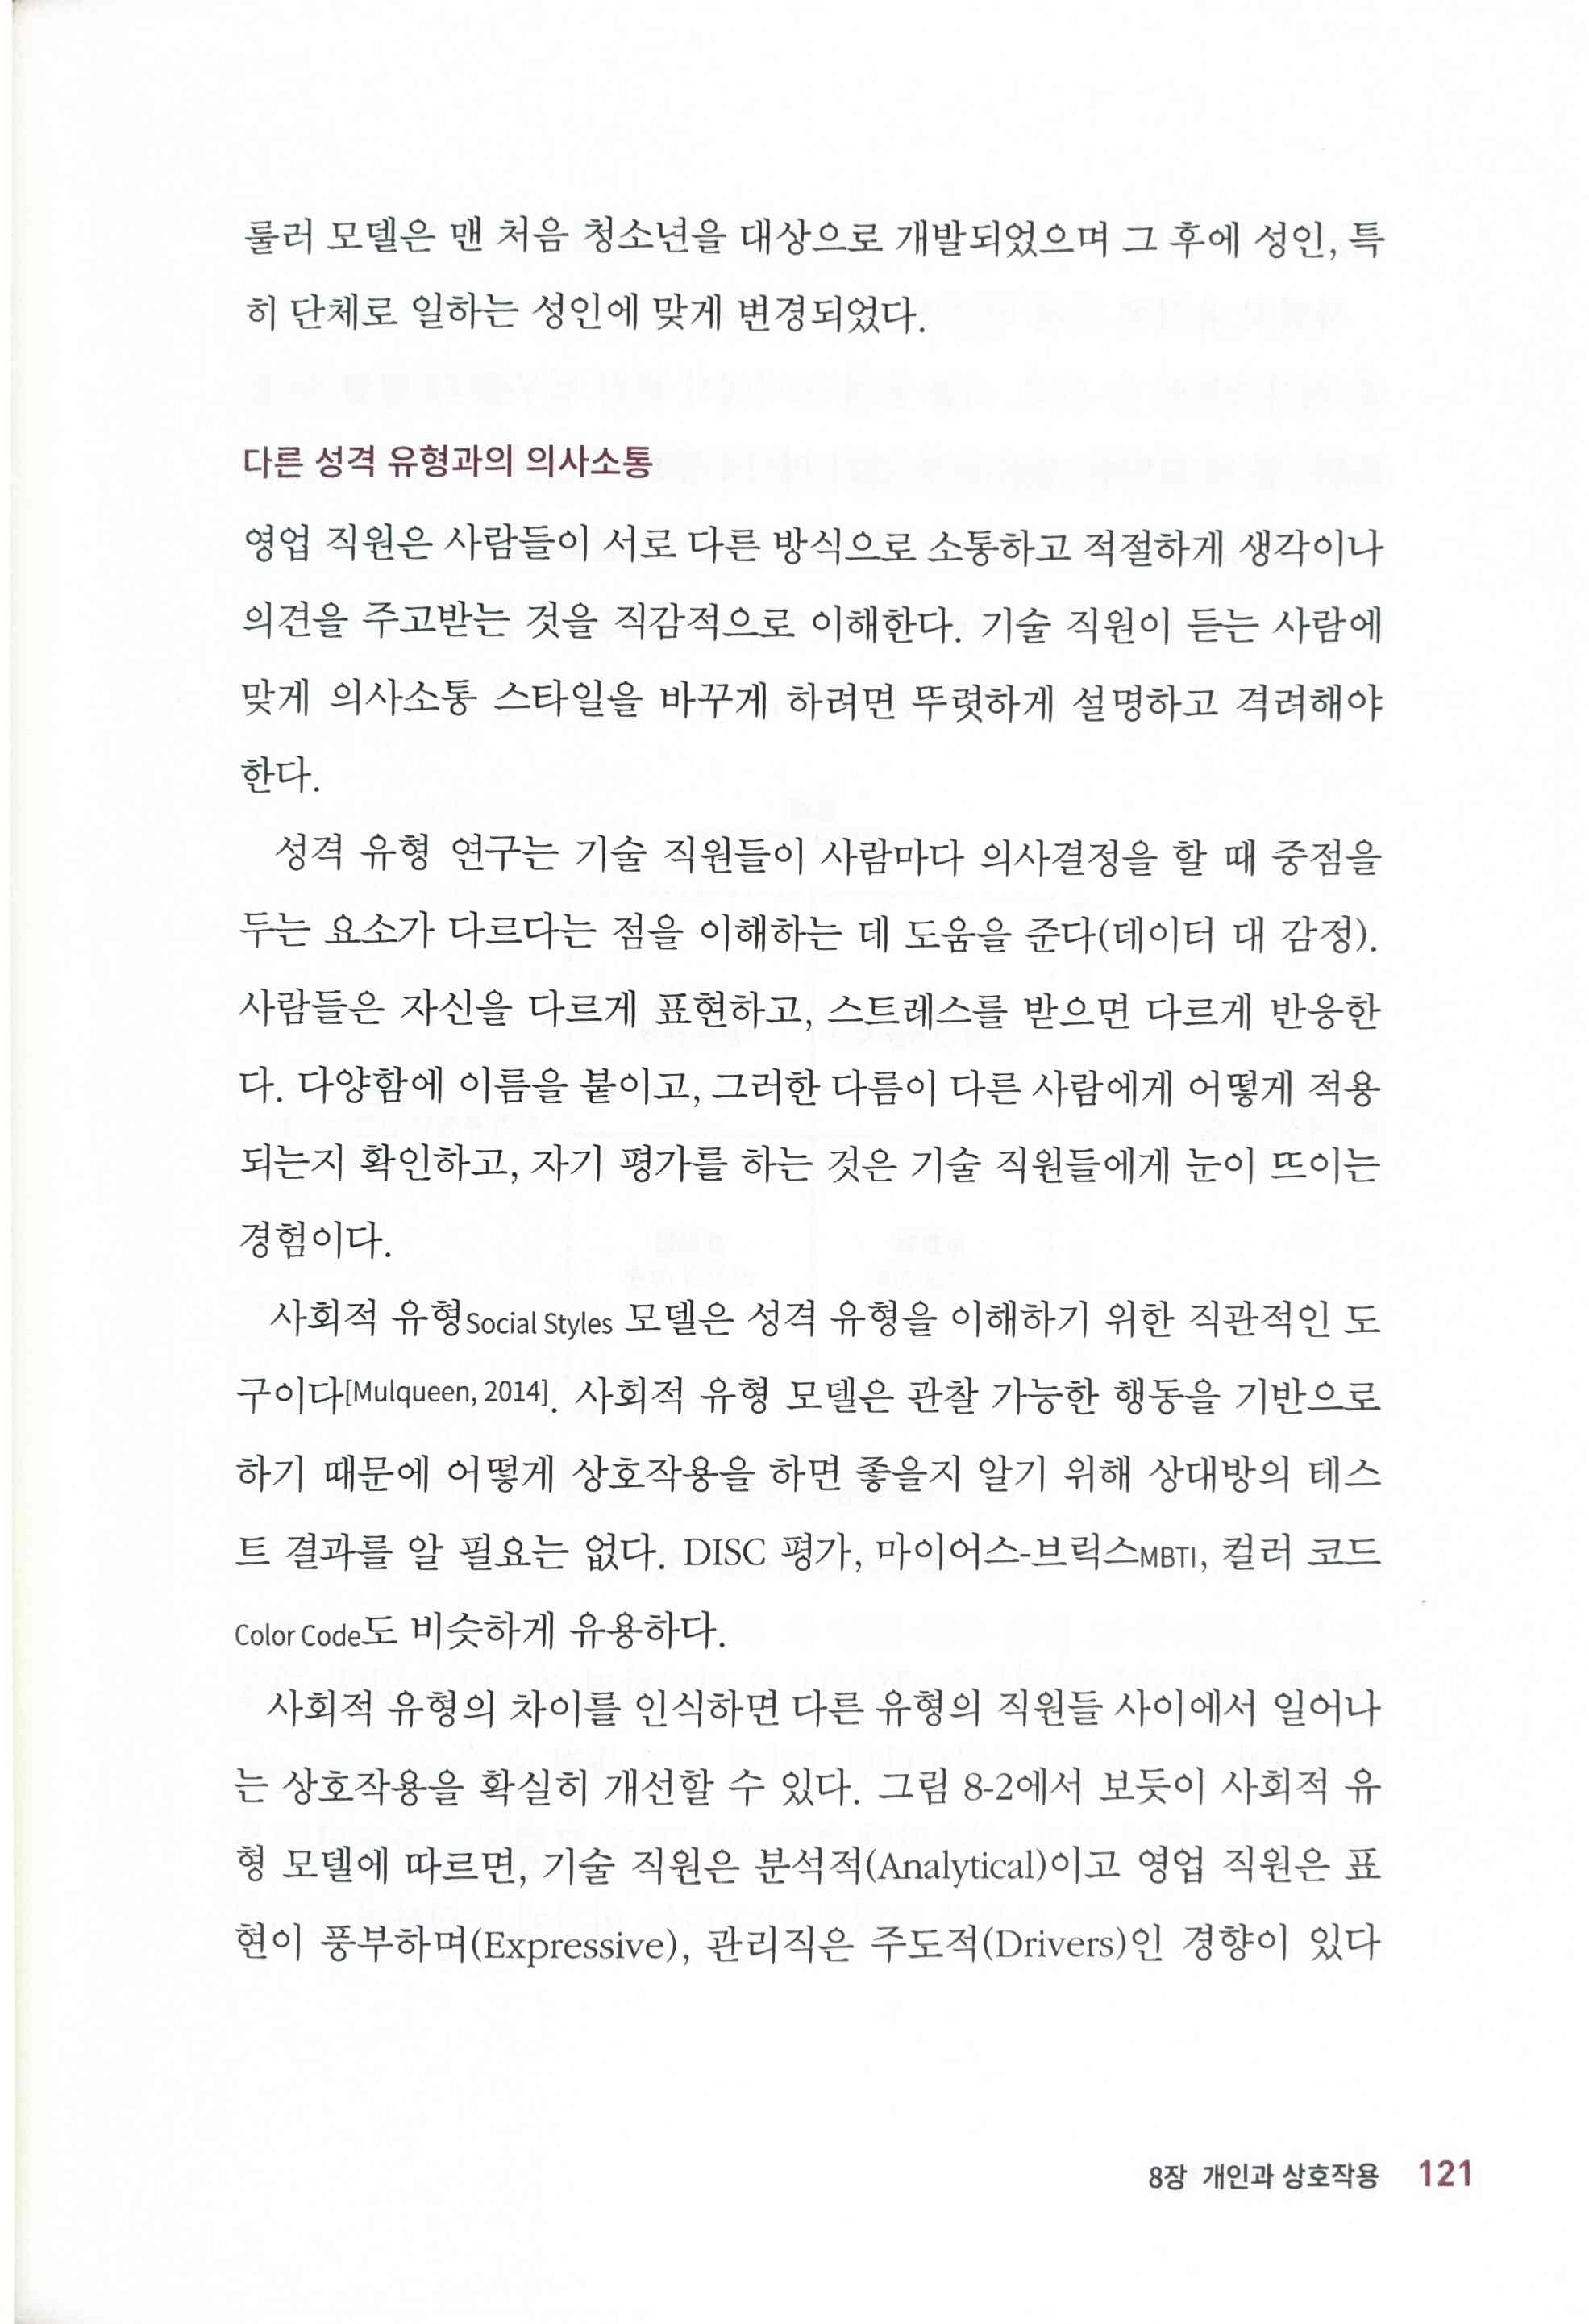 룰러 모델은 맨 처음 청소년을 대상으로 개발되었으며 그 후에 성인, 특
히 단체로 일하는 성인에 맞게 변경되었다.
다른 성격 유형과의 의사소통
영업 직원은 사람들이 서로 다른 방식으로 소통하고 적절하게 생각이나
의견을 주고받는 것을 직감적으로 이해한다. 기술 직원이 듣는 사람에
맞게 의사소통 스타일을 바꾸게 하려면 뚜렷하게 설명하고 격려해야
한다.
성격 유형 연구는 기술 직원들이 사람마다 의사결정을 할 때 중점을
두는 요소가 다르다는 점을 이해하는 데 도움을 준다(데이터 대 감정).
사람들은 자신을 다르게 표현하고, 스트레스를 받으면 다르게 반응한
다. 다양함에 이름을 붙이고, 그러한 다름이 다른 사람에게 어떻게 적용
되는지 확인하고, 자기 평가를 하는 것은 기술 직원들에게 눈이 뜨이는
경험이다.
사회적 유형Social Styles 모델은 성격 유형을 이해하기 위한 직관적인 도
구이다[Mulqueen, 2014]. 사회적 유형 모델은 관찰 가능한 행동을 기반으로
하기 때문에 어떻게 상호작용을 하면 좋을지 알기 위해 상대방의 테스
트 결과를 알 필요는 없다. DISC 평가, 마이어스-브릭스MBTI, 컬러 코드
Color Code도 비슷하게 유용하다.
사회적 유형의 차이를 인식하면 다른 유형의 직원들 사이에서 일어나
는 상호작용을 확실히 개선할 수 있다. 그림 8-2에서 보듯이 사회적 유
형 모델에 따르면, 기술 직원은 분석적(Analytical)이고 영업 직원은 표
현이 풍부하며(Expressive), 관리직은 주도적(Drivers)인 경향이 있다
8장 개인과 상호작용 121